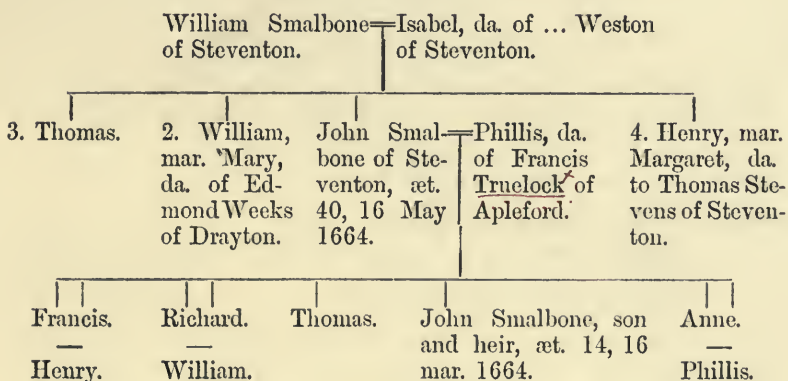 William Smalbone=Isabel, da. of ... Weston
of Steventon. of Steventon.
3. Thomas.
2. William,
mar. Mary,
da. of Ed-
mond Weeks
of Drayton.
John Smal-
bone of Ste-
venton, æt.
40, 16 May
1664.
=Phillis, da.
of Francis
Truelock of
Apleford.
4. Henry, mar.
Margaret, da.
to Thomas Ste-
vens of Steven-
ton.
Francis.
—
Henry.
Richard.
—
William.
Thomas.
John Smalbone, son
and heir, æt. 14, 16
mar. 1664.
Anne.
—
Phillis.